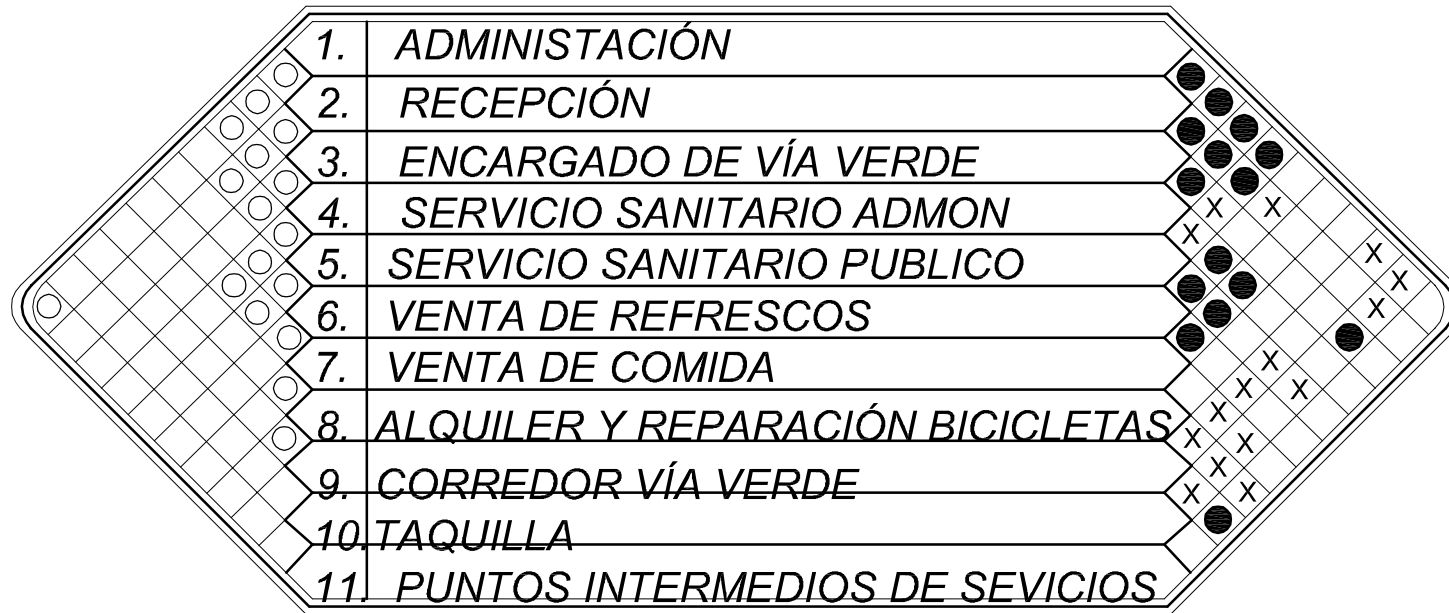 1. ADMINISTACIÓN
2. RECEPCIÓN
3. ENCARGADO DE VÍA VERDE
4. SERVICIO SANITARIO ADMON
5. SERVICIO SANITARIO PUBLICO
6. VENTA DE REFRESCOS
7. VENTA DE COMIDA
8. ALQUILER Y REPARACIÓN BICICLETAS
9. CORREDOR VÍA VERDE
10. TAQUILLA
11. PUNTOS INTERMEDIOS DE SEVICIOS